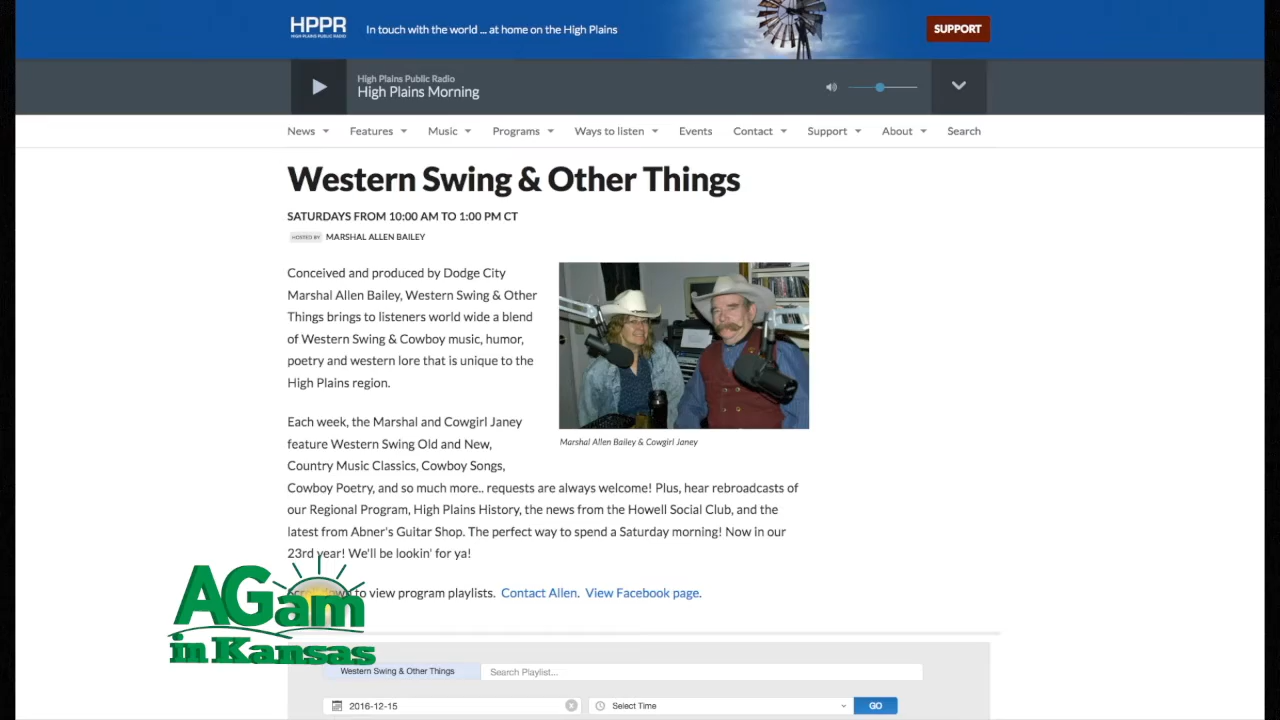 HPPR
HIGH PLAINS PUBLIC RADIO
In touch with the world ... at home on the High Plains
SUPPORT
High Plains Public Radio
High Plains Morning
News Features Music Programs Ways to listen Events Contact Support About Search
Western Swing & Other Things
SATURDAYS FROM 10:00 AM TO 1:00 PM CT
HOSTED BY MARSHAL ALLEN BAILEY
Conceived and produced by Dodge City
Marshal Allen Bailey, Western Swing & Other
Things brings to listeners world wide a blend
of Western Swing & Cowboy music, humor,
poetry and western lore that is unique to the
High Plains region.
Marshal Allen Bailey & Cowgirl Janey
Each week, the Marshal and Cowgirl Janey
feature Western Swing Old and New,
Country Music Classics, Cowboy Songs,
Cowboy Poetry, and so much more.. requests are always welcome! Plus, hear rebroadcasts of
our Regional Program, High Plains History, the news from the Howell Social Club, and the
latest from Abner's Guitar Shop. The perfect way to spend a Saturday morning! Now in our
23rd year! We'll be lookin' for ya!
to view program playlists. Contact Allen. View Facebook page.
AGam
in Kansas
Western Swing & Other Things Search Playlist...
2016-12-15 Select Time GO